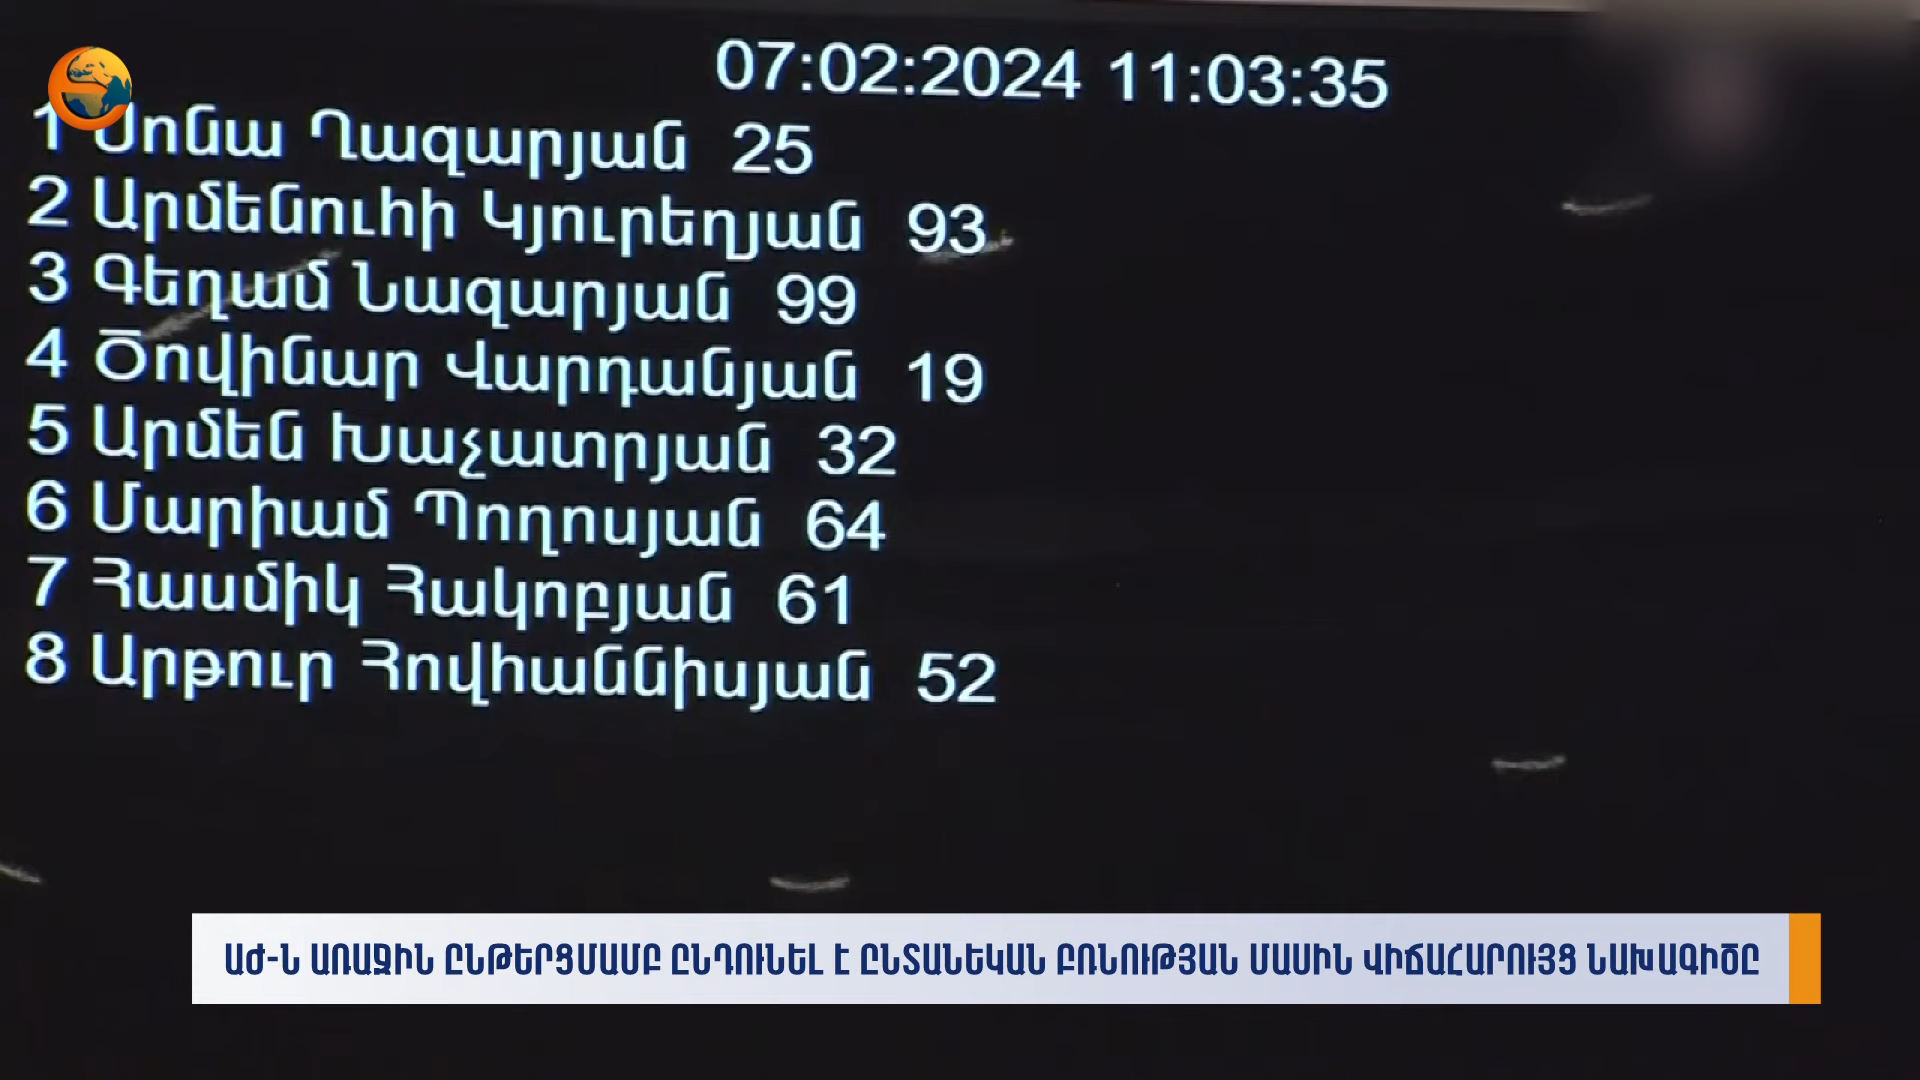 07:02:2024 11:03:35
1 Սոնա Ղազարյան 25
2 Արմենուհի Կյուրեղյան 93
3 Գեղամ Նազարյան 99
4 Ծովինար Վարդանյան 19
5 Արմեն Խաչատրյան 32
6 Մարիամ Պողոսյան 64
7 Հասմիկ Հակոբյան 61
8 Արթուր Հովհաննիսյան 52
ԱԺ-Ն ԱՌԱՋԻՆ ԸՆԹԵՐՑՄԱՄԲ ԸՆԴՈՒՆԵԼ Է ԸՆՏԱՆԵԿԱՆ ԲՌՆՈՒԹՅԱՆ ՄԱՍԻՆ ՎԻՃԱՀԱՐՈՒՅՑ ՆԱԽԱԳԻԾԸ